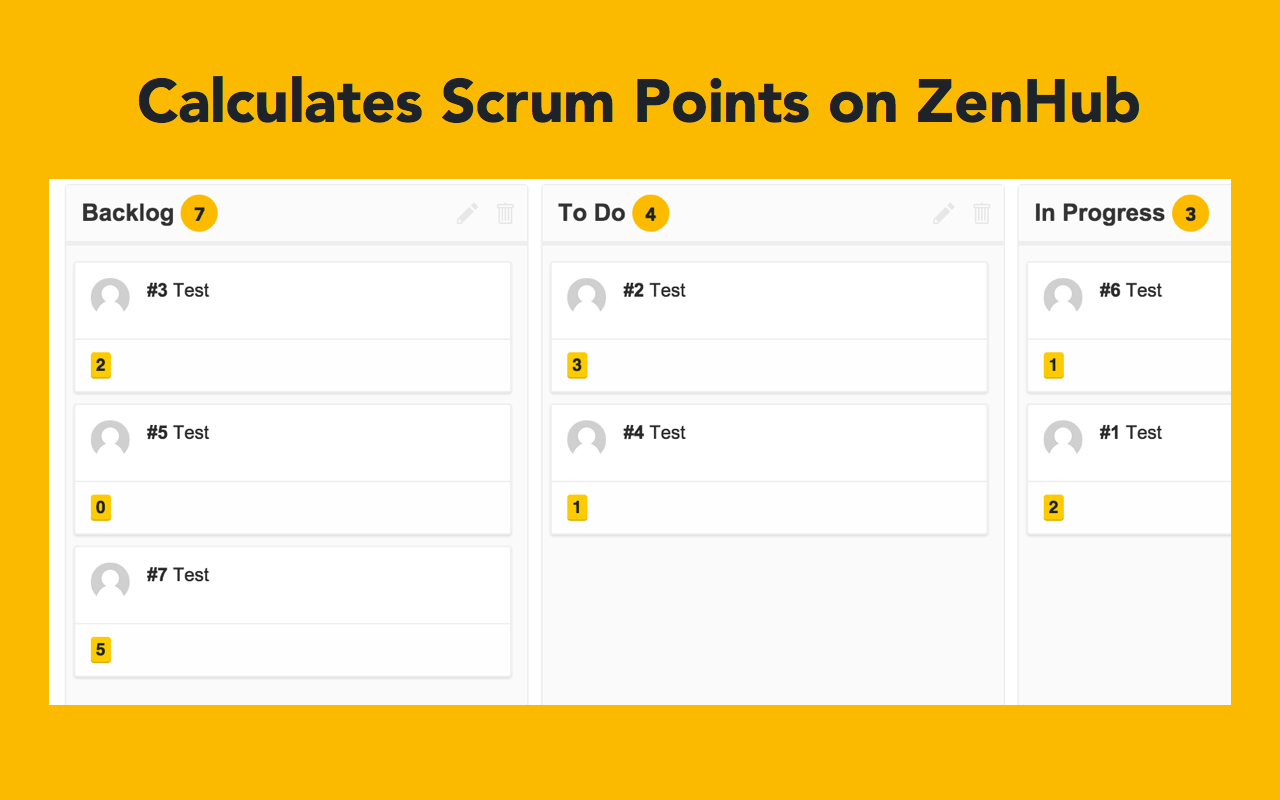 Calculates Scrum Points on ZenHub
Backlog 7
#3 Test
2
#5 Test
0
#7 Test
5
To Do 4
#2 Test
3
#4 Test
1
In Progress 3
#6 Test
1
#1 Test
2